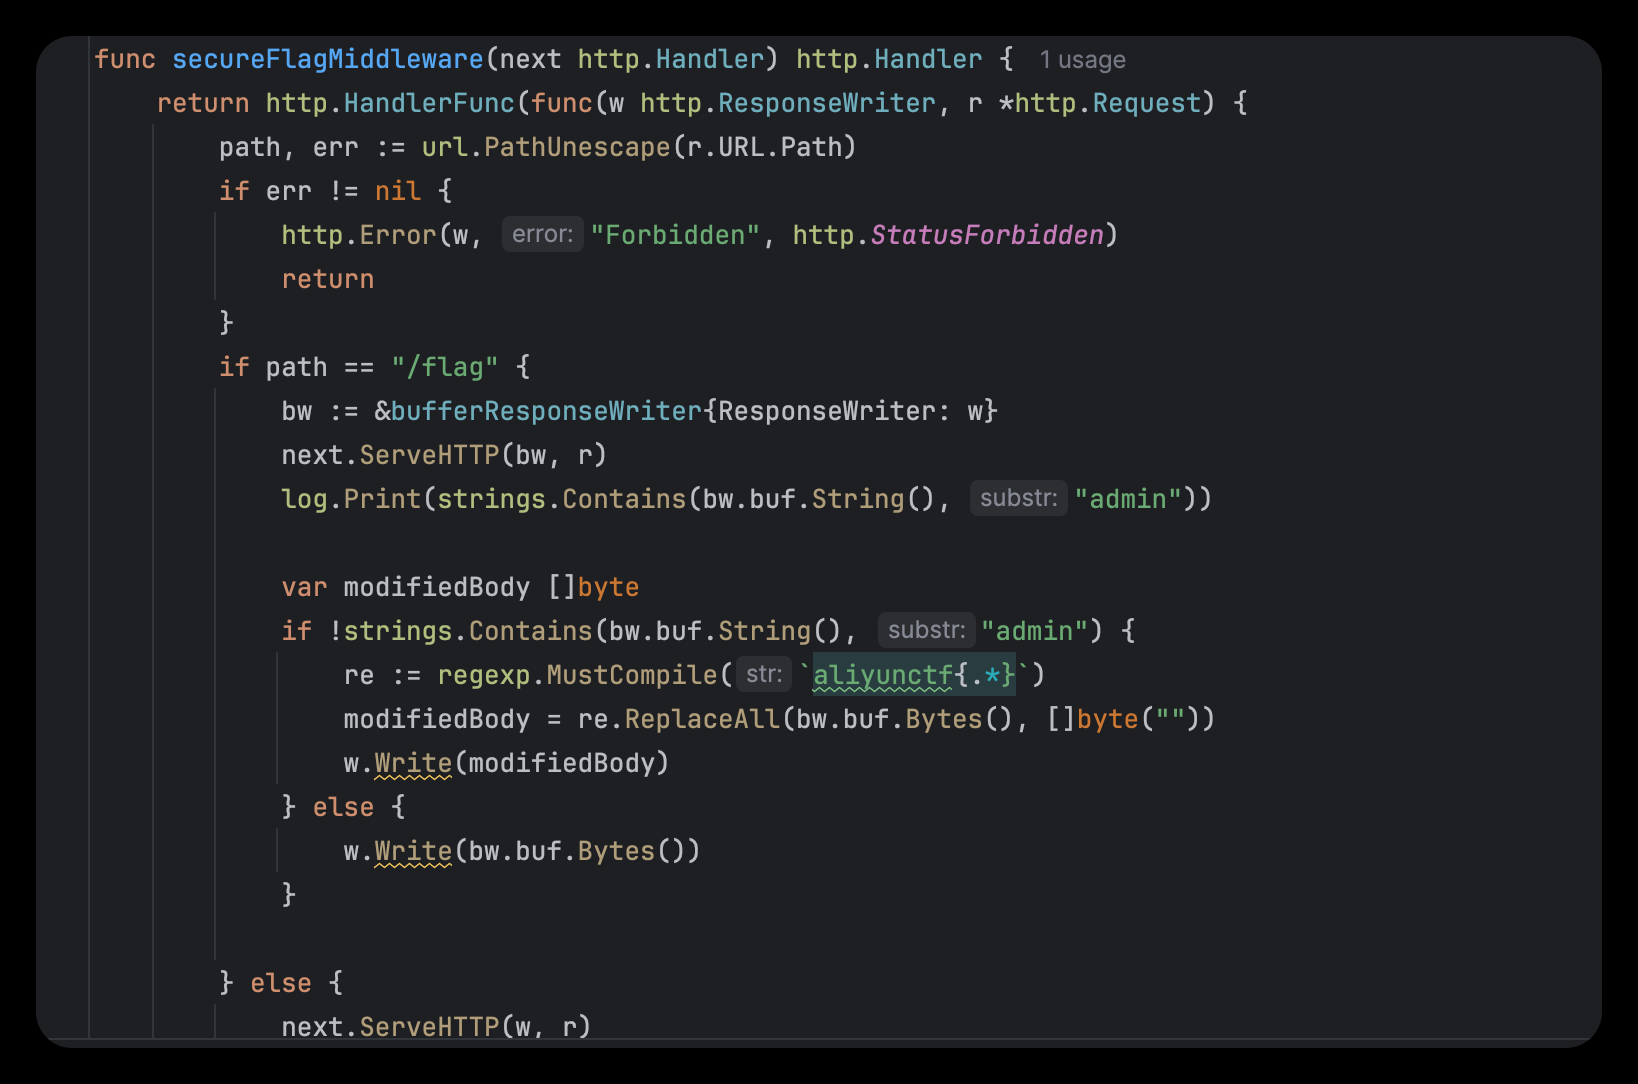 func secureFlagMiddleware(next http.Handler) http.Handler { 1 usage
return http.HandlerFunc(func(w http.ResponseWriter, r *http.Request) {
path, err := url.PathUnescape(r.URL.Path)
if err != nil {
http.Error(w, error: "Forbidden", http.StatusForbidden)
return
}
if path == "/flag" {
bw := &bufferResponseWriter{ResponseWriter: w}
next.ServeHTTP(bw, r)
log.Print(strings.Contains(bw.buf.String(), substr: "admin"))
var modifiedBody []byte
if !strings.Contains(bw.buf.String(), substr: "admin") {
re := regexp.MustCompile( str: `aliyunctf{.*}`)
modifiedBody = re.ReplaceAll(bw.buf.Bytes(), []byte(""))
w.Write(modifiedBody)
} else {
w.Write(bw.buf.Bytes())
}
} else {
next.ServeHTTP(w, r)